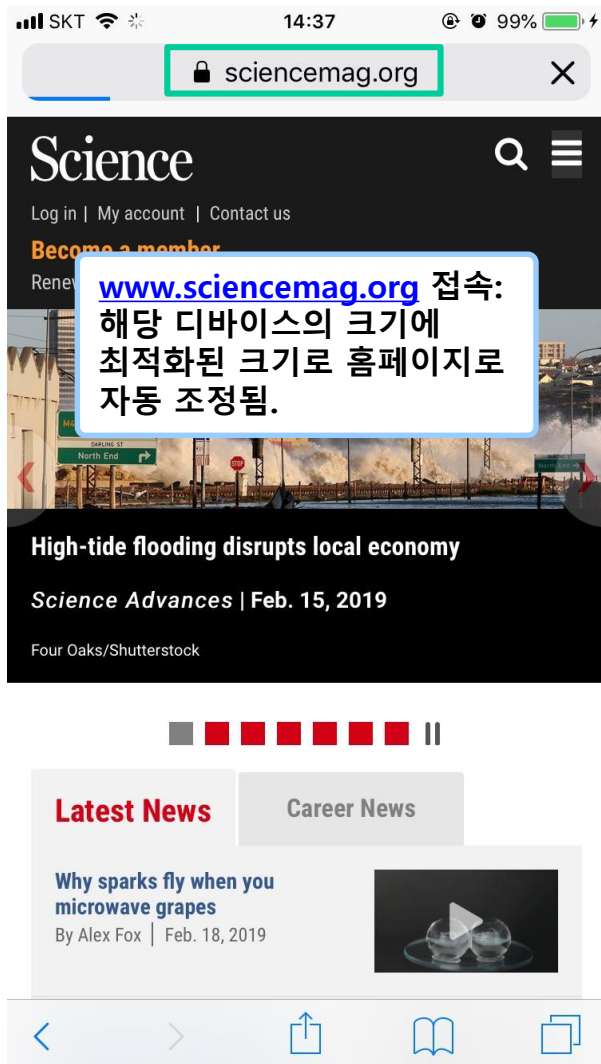 SKT 14:37 99%
sciencemag.org
Science
Log in | My account | Contact us
Become a member
Rene
www.sciencemag.org 접속:
해당 디바이스의 크기에
최적화된 크기로 홈페이지로
자동 조정됨.
M4
DARLING ST
North End
STOP
North End
High-tide flooding disrupts local economy
Science Advances | Feb. 15, 2019
Four Oaks/Shutterstock
Latest News
Career News
Why sparks fly when you
microwave grapes
By Alex Fox | Feb. 18, 2019